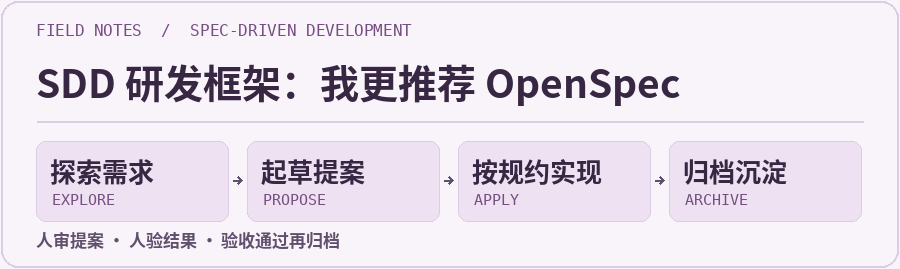 FIELD NOTES / SPEC-DRIVEN DEVELOPMENT
SDD 研发框架：我更推荐 OpenSpec
探索需求 → 起草提案 → 按规约实现 → 归档沉淀
EXPLORE PROPOSE APPLY ARCHIVE
人审提案 · 人验结果 · 验收通过再归档